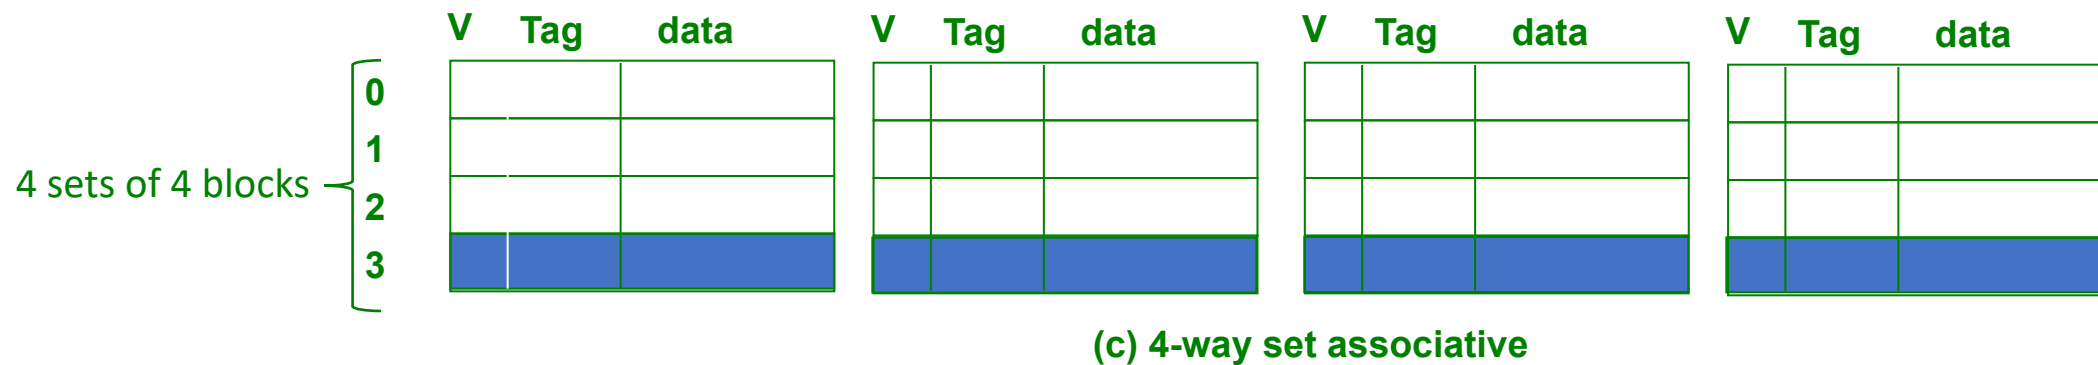 V Tag data V Tag data V Tag data V Tag data
0
1
4 sets of 4 blocks
2
3
(c) 4-way set associative